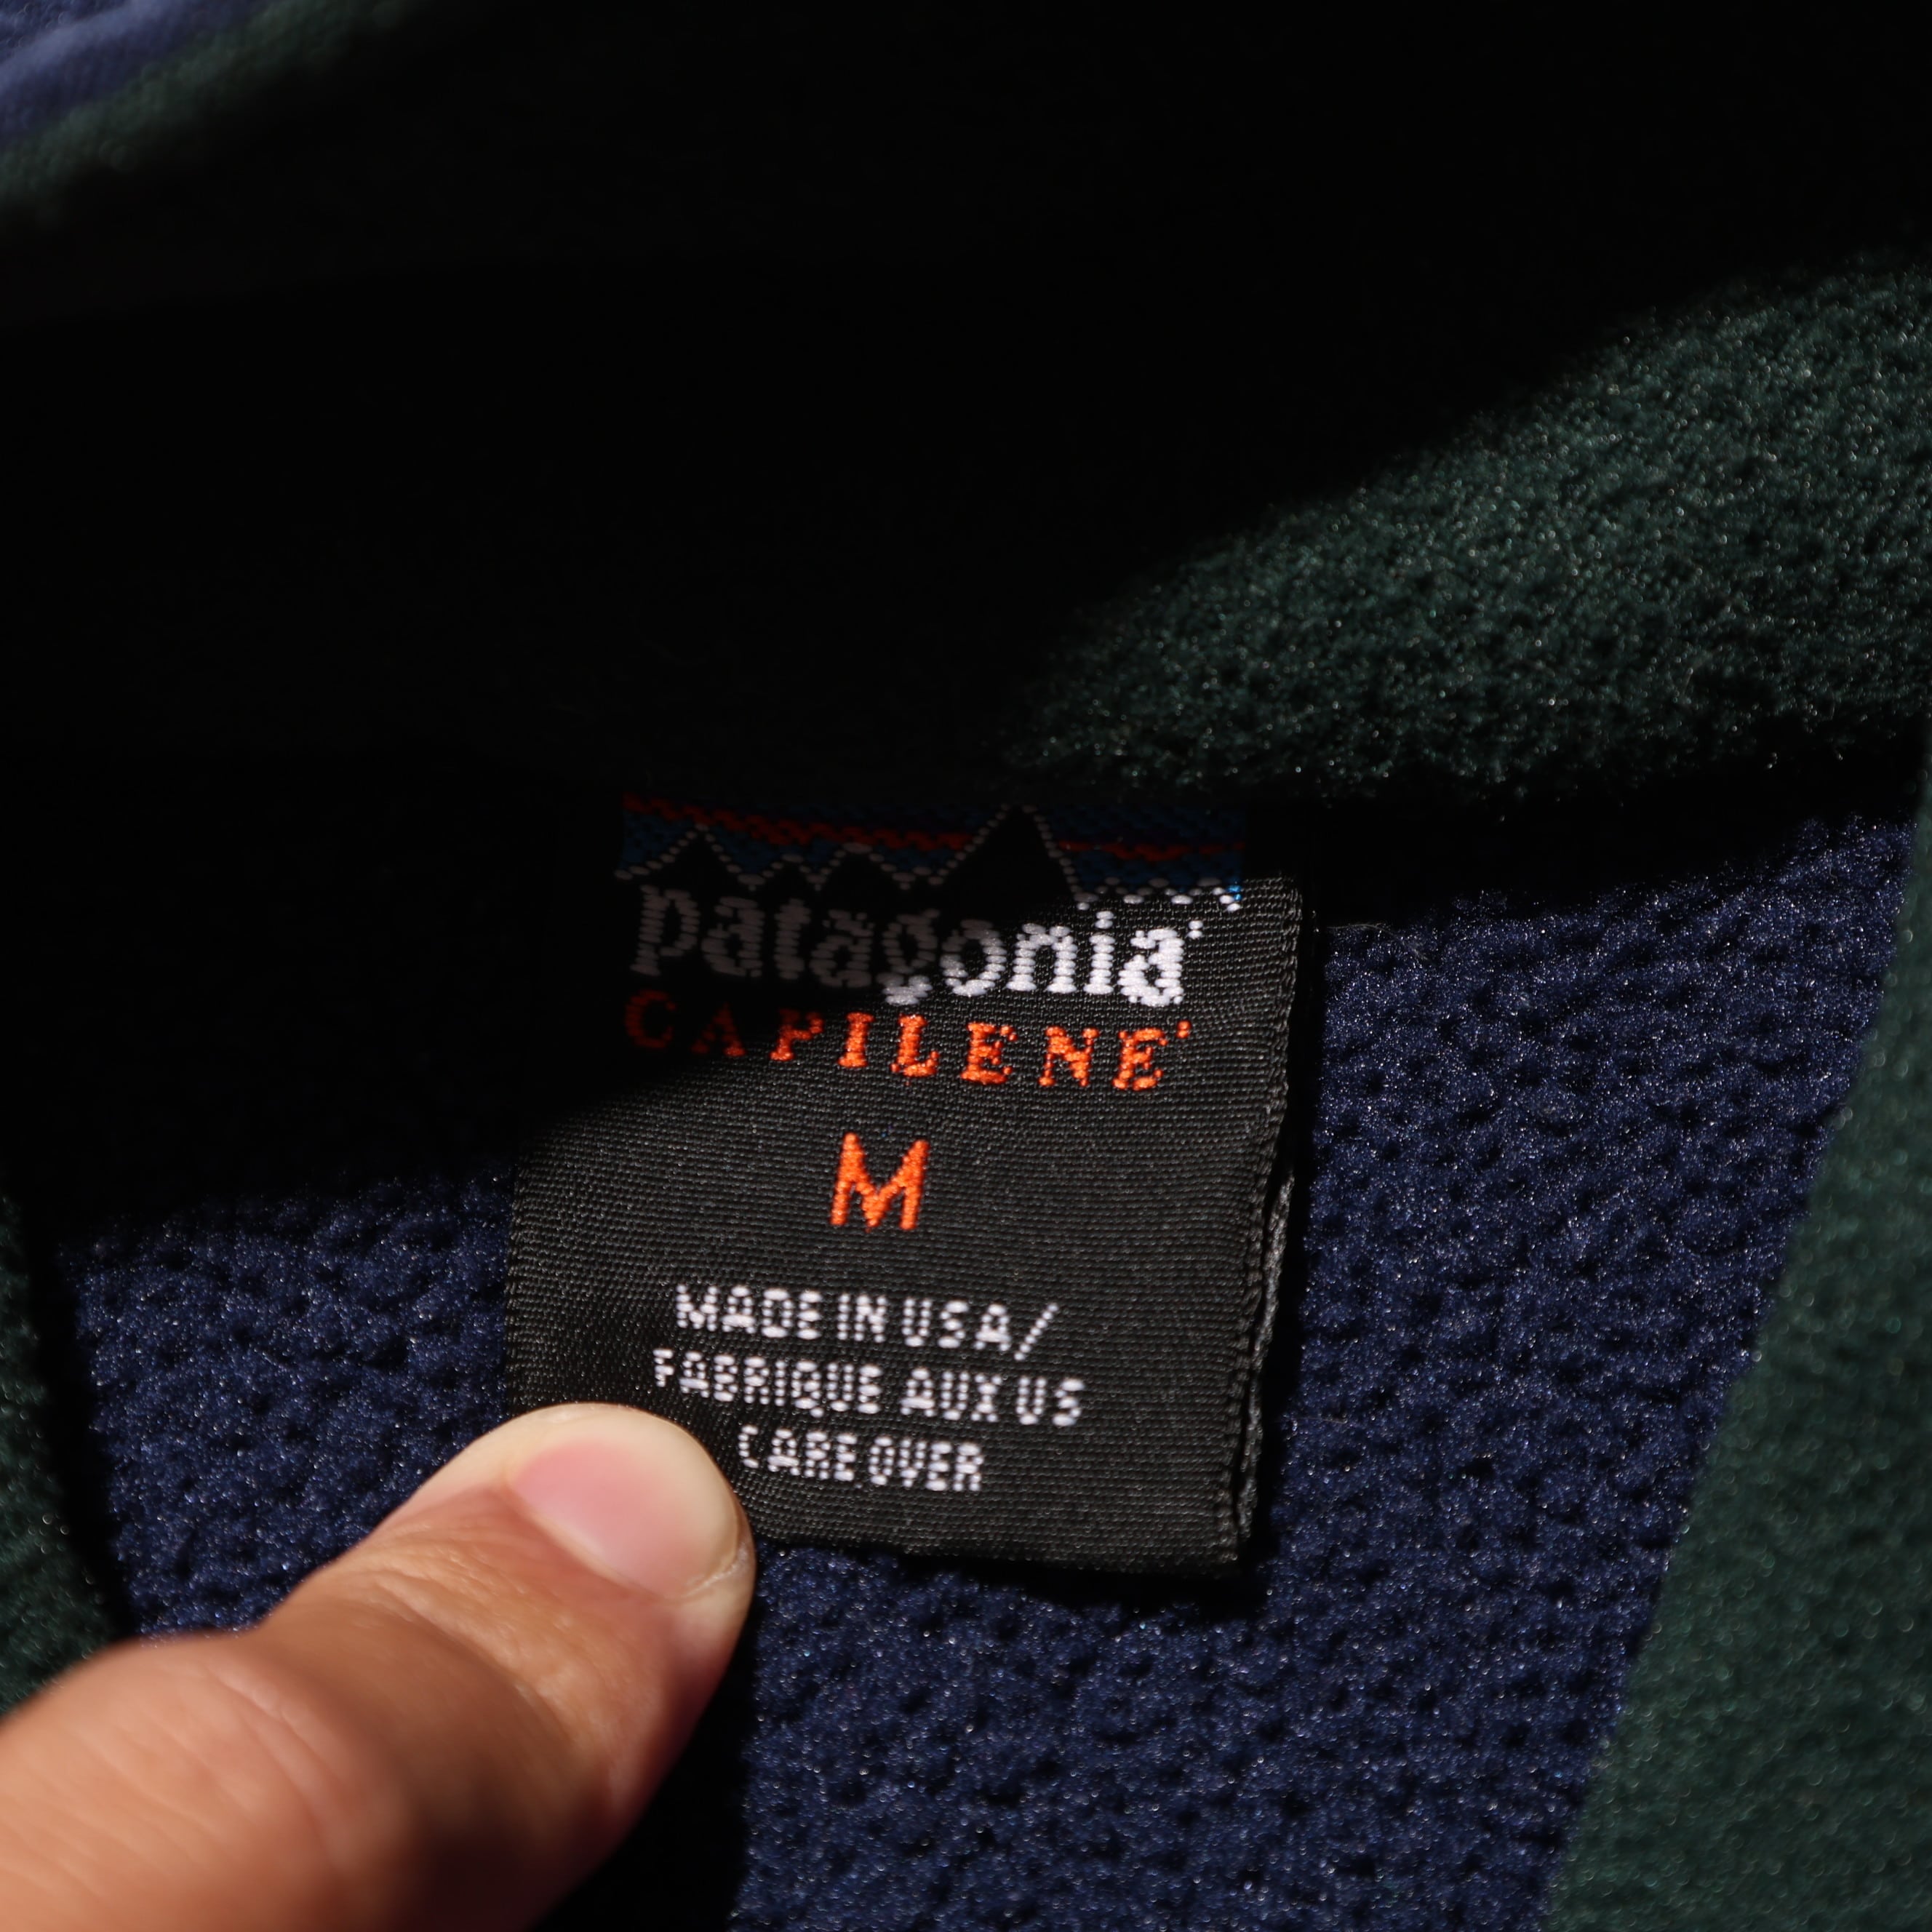 patagonia
CAPILENE
M
MADE IN USA/
FABRIQUE AUX US
CARE OVER